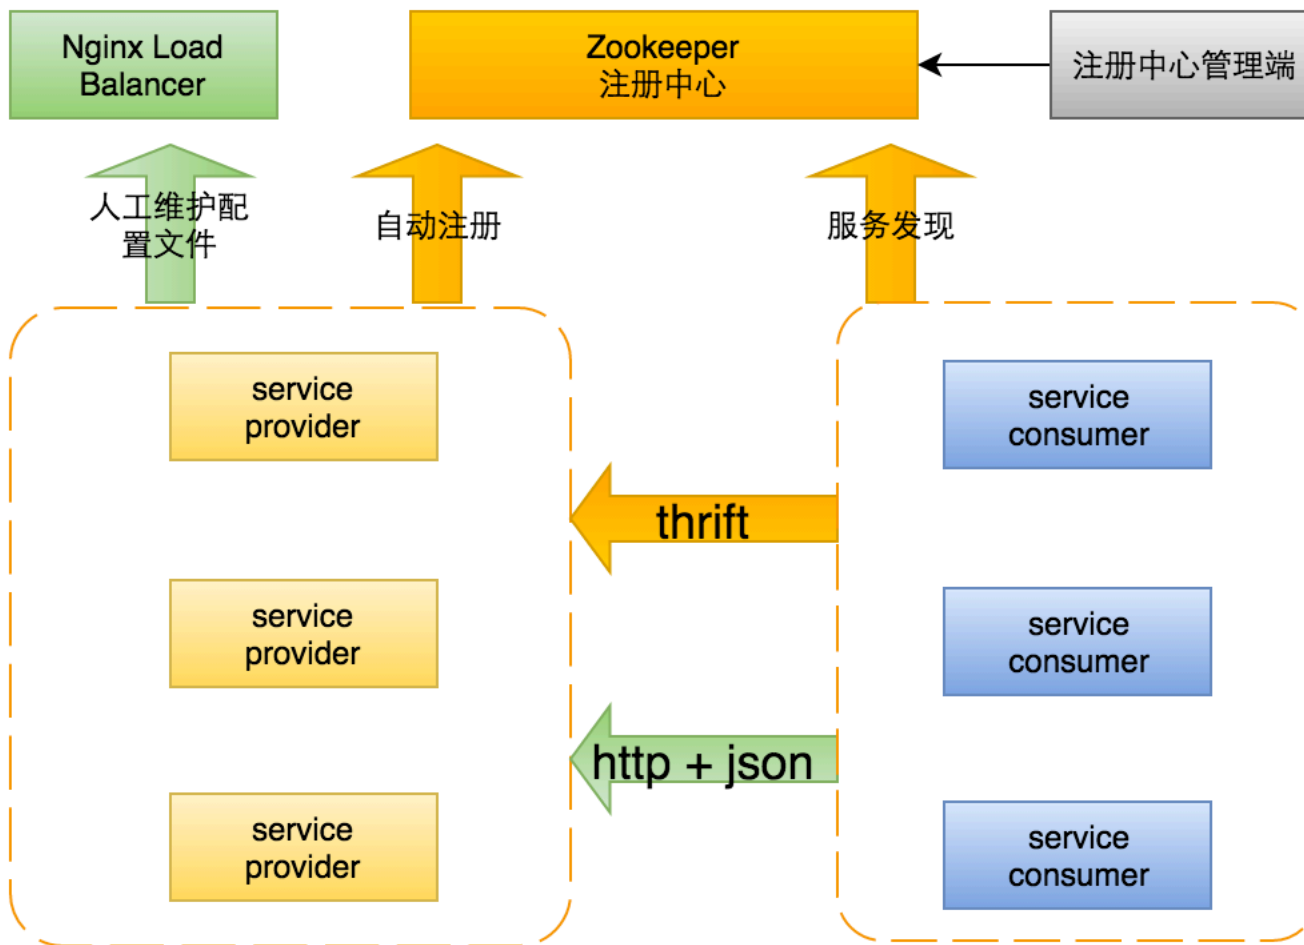 Nginx Load
Balancer
Zookeeper
注册中心
注册中心管理端
人工维护配
置文件
自动注册
服务发现
service
provider
service
consumer
thrift
service
provider
service
consumer
http + json
service
provider
service
consumer